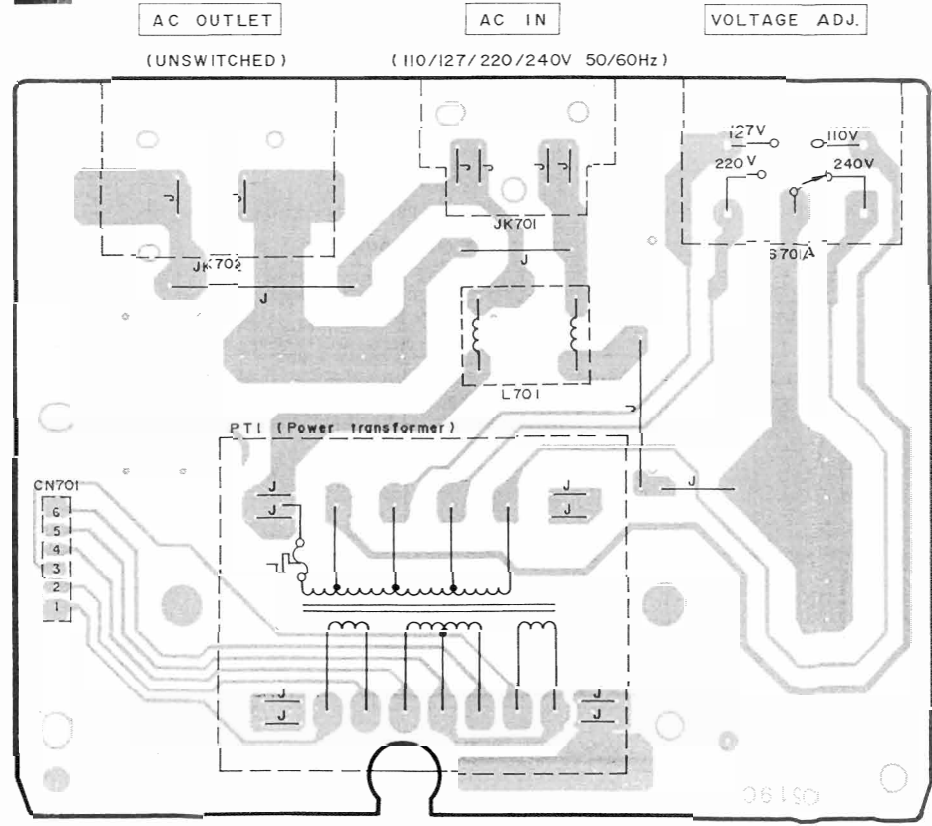 AC OUTLET
AC IN
VOLTAGE ADJ.
(UNSWITCHED)
(110/127/220/240V 50/60Hz)
127V
110V
220V
240V
JK701
JK702
S701A
J
J
L701
PT1 (Power transformer)
J
CN701
J
J
J
J
J
6
5
4
3
2
1
J
J
J
J